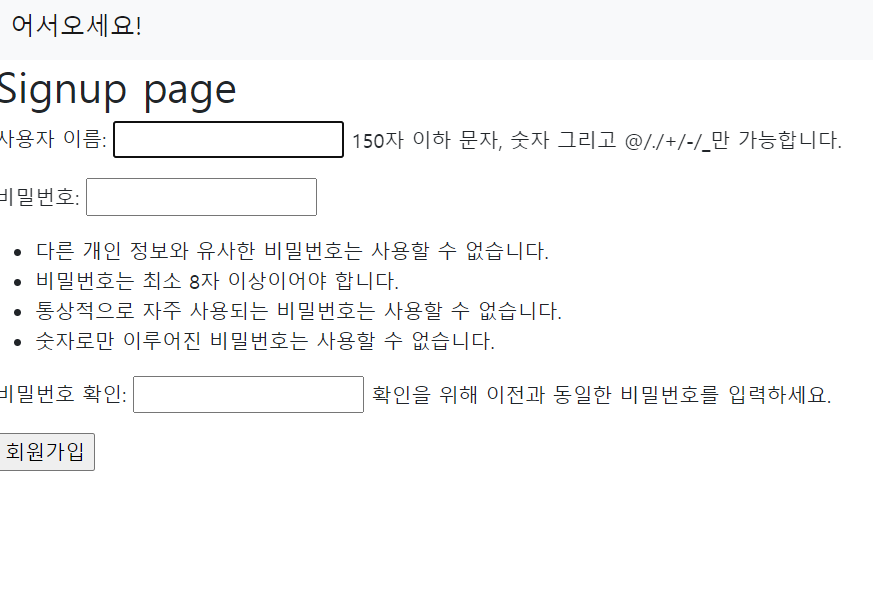 어서오세요!
Signup page
사용자 이름: 150자 이하 문자, 숫자 그리고 @/./+/-/_만 가능합니다.
비밀번호:
• 다른 개인 정보와 유사한 비밀번호는 사용할 수 없습니다.
• 비밀번호는 최소 8자 이상이어야 합니다.
• 통상적으로 자주 사용되는 비밀번호는 사용할 수 없습니다.
• 숫자로만 이루어진 비밀번호는 사용할 수 없습니다.
비밀번호 확인: 확인을 위해 이전과 동일한 비밀번호를 입력하세요.
회원가입